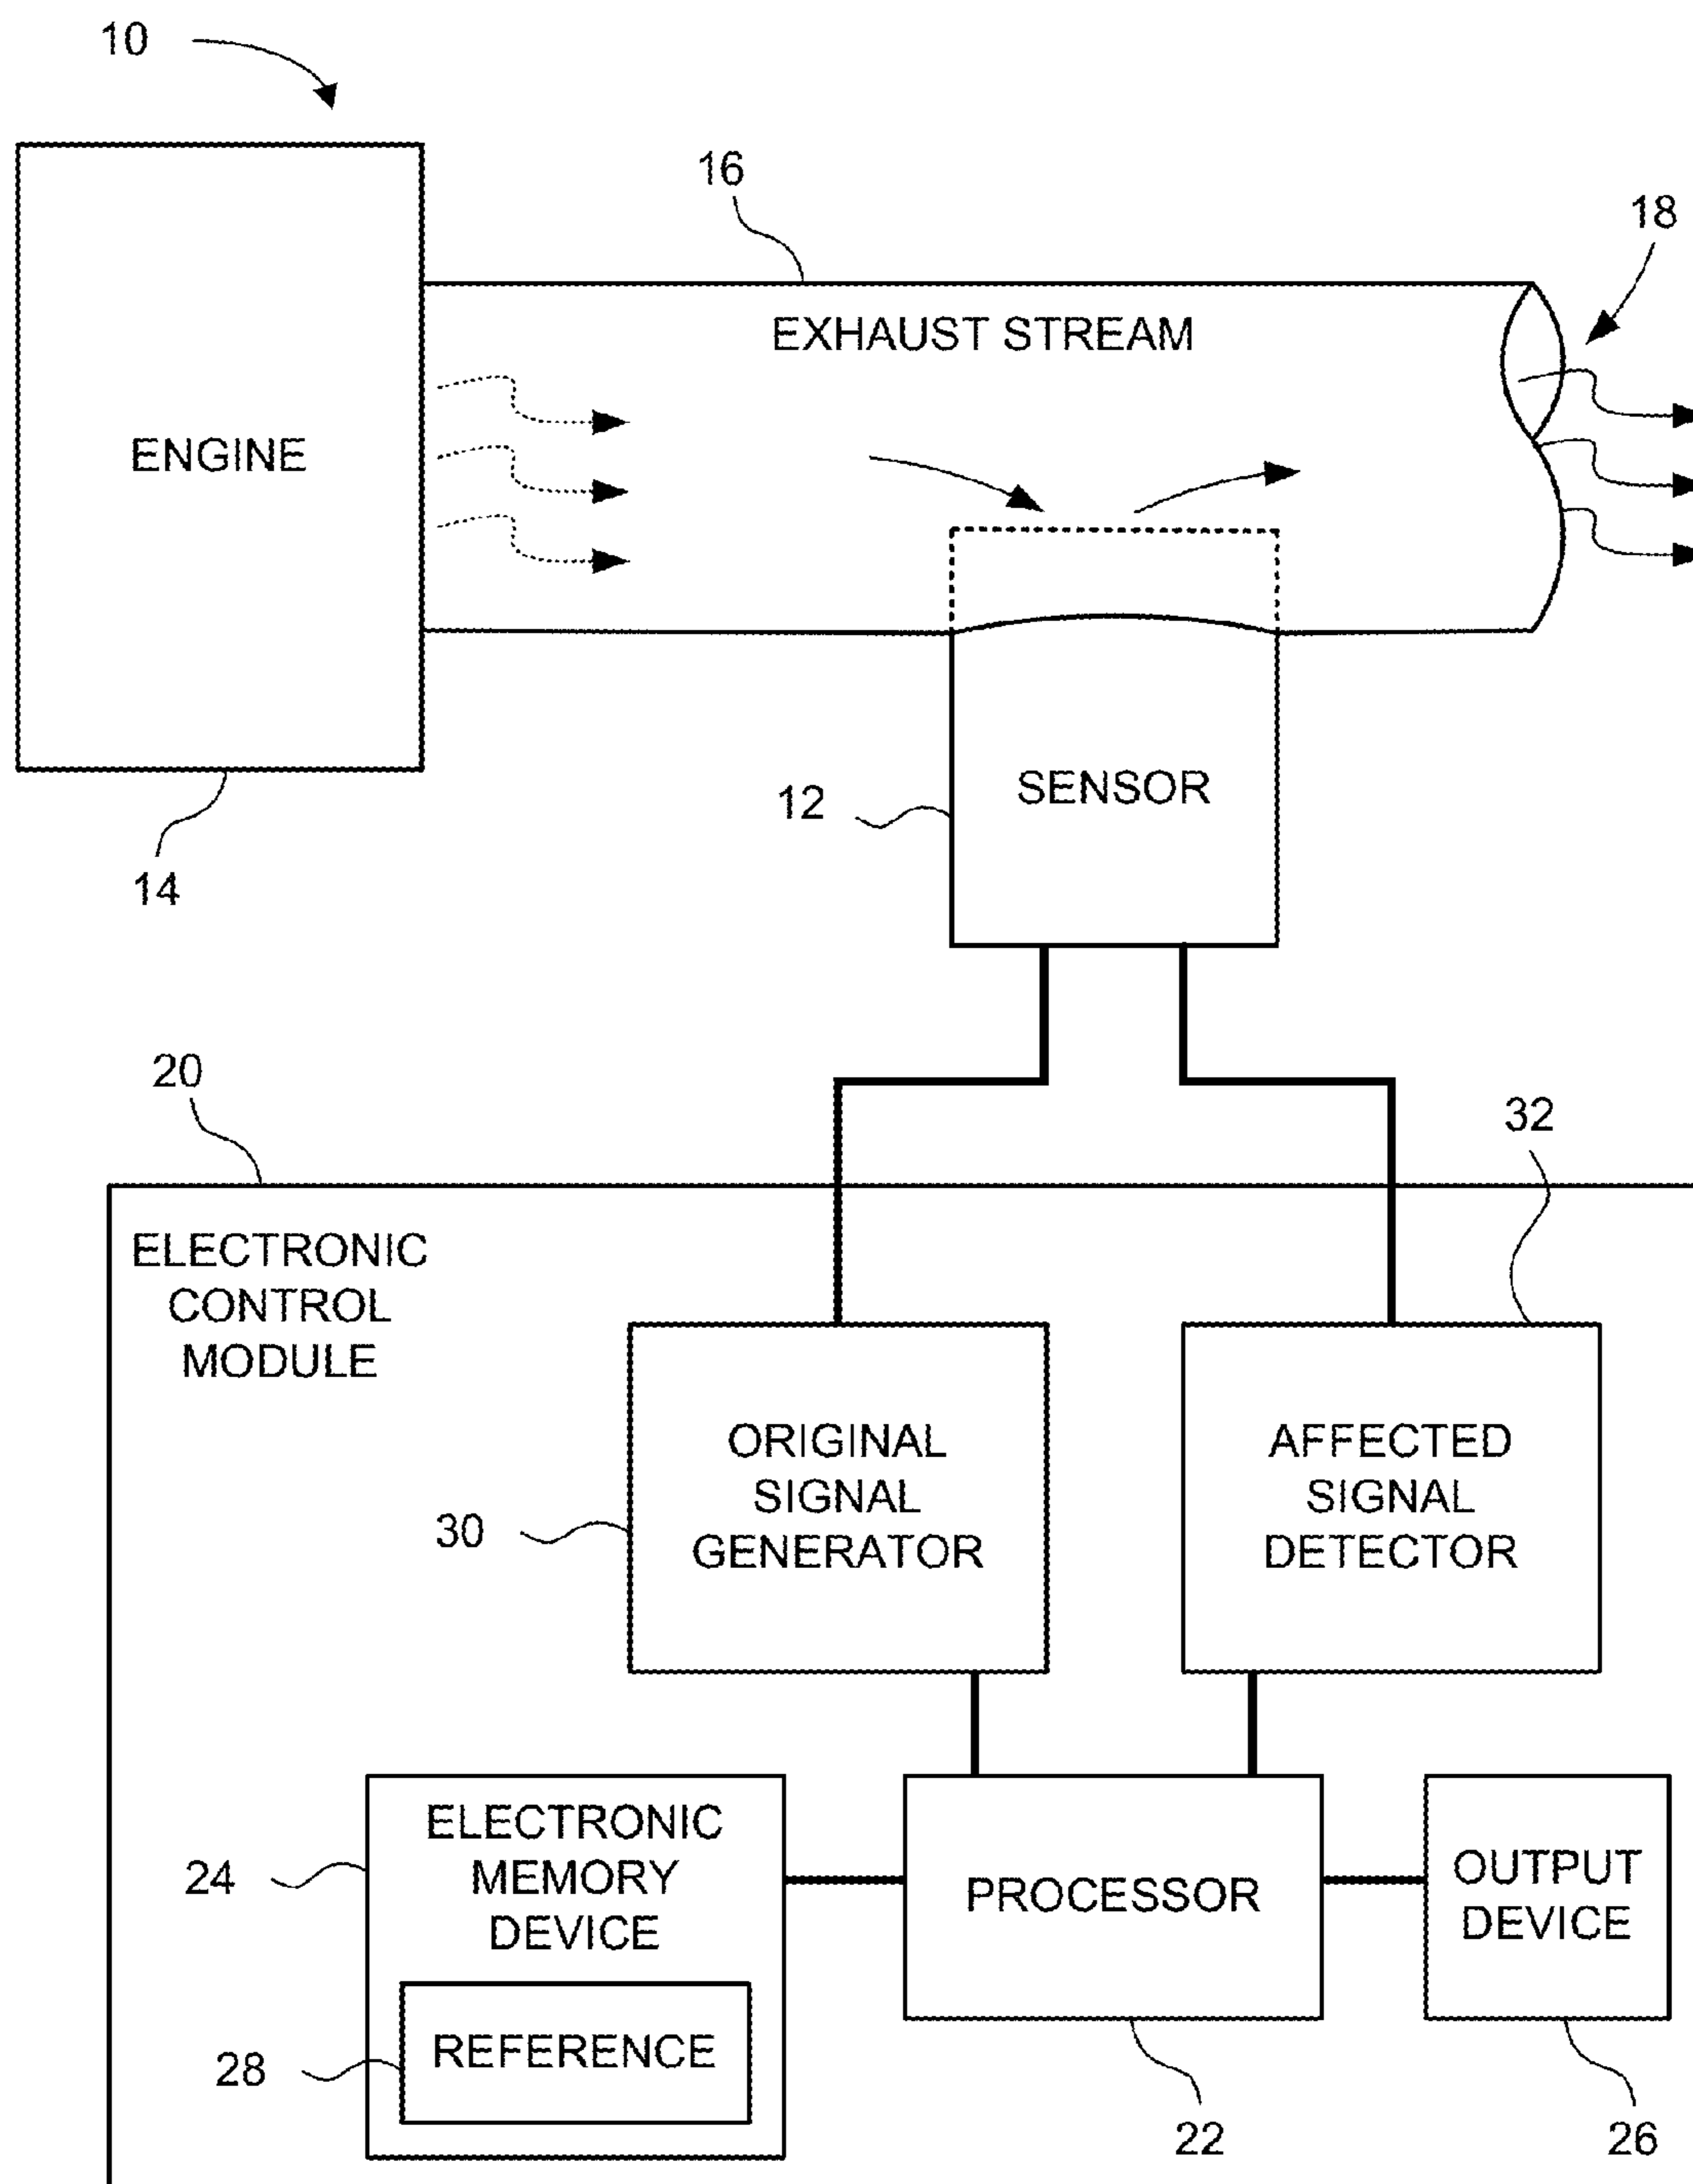 10
16
18
EXHAUST STREAM
ENGINE
12
SENSOR
14
20
32
ELECTRONIC
CONTROL
MODULE
ORIGINAL
SIGNAL
GENERATOR
AFFECTED
SIGNAL
DETECTOR
30
ELECTRONIC
MEMORY
DEVICE
24
PROCESSOR
OUTPUT
DEVICE
REFERENCE
28
22
26